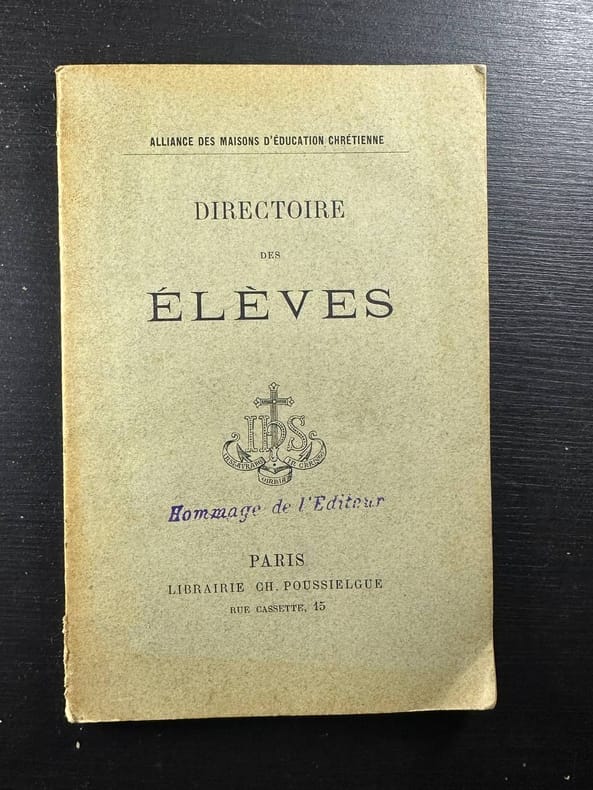 ALLIANCE DES MAISONS D'ÉDUCATION CHRÉTIENNE
DIRECTOIRE
DES
ÉLÈVES
IHS
Hommage de l'Editeur
PARIS
LIBRAIRIE CH. POUSSIELGUE
RUE CASSETTE, 15